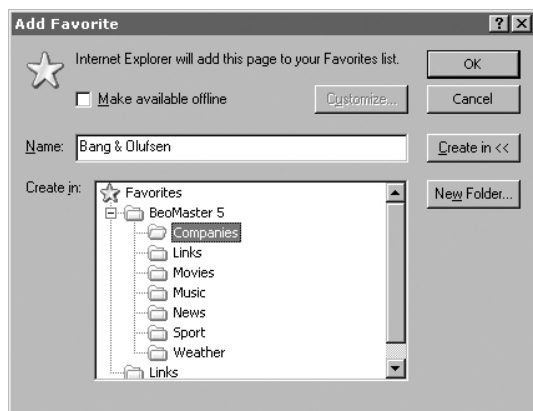 Add Favorite
Internet Explorer will add this page to your Favorites list.
OK
Make available offline
Customize...
Cancel
Name: Bang & Olufsen
Create in <<
Create in:
Favorites
New Folder...
BeoMaster 5
Companies
Links
Movies
Music
News
Sport
Weather
Links